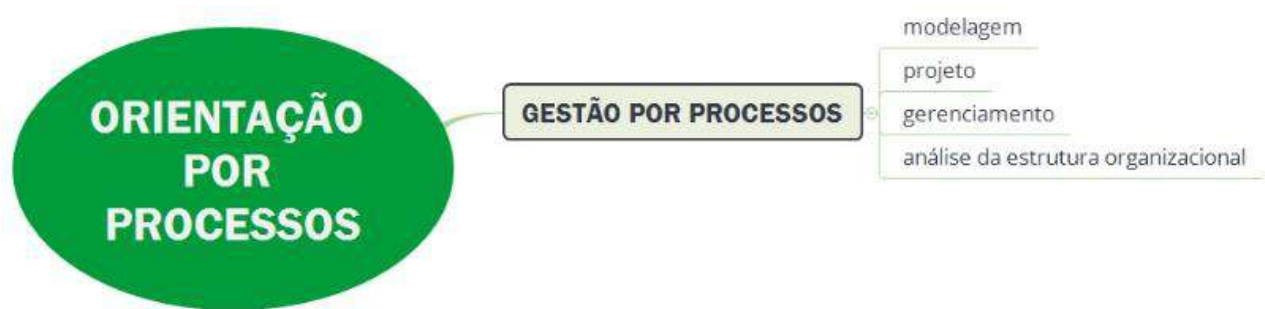 ORIENTAÇÃO
POR
PROCESSOS
GESTÃO POR PROCESSOS
modelagem
projeto
gerenciamento
análise da estrutura organizacional